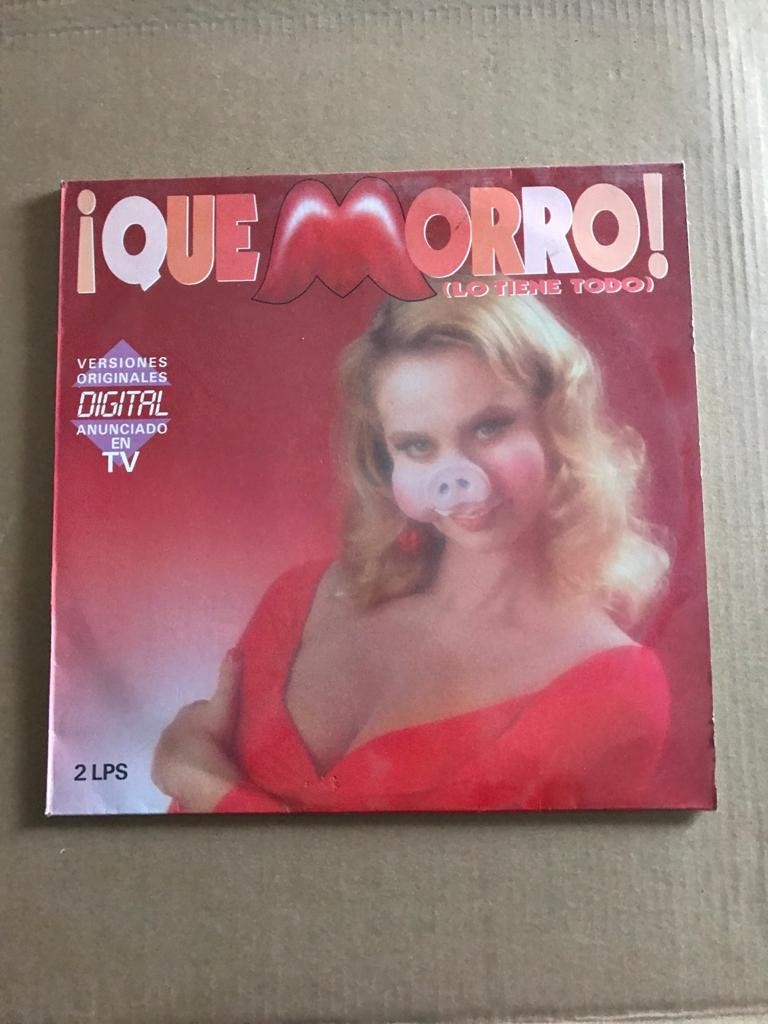 ¡QUE MORRO!
(LO TIENE TODO)
VERSIONES
ORIGINALES
DIGITAL
ANUNCIADO
EN
TV
2 LPS